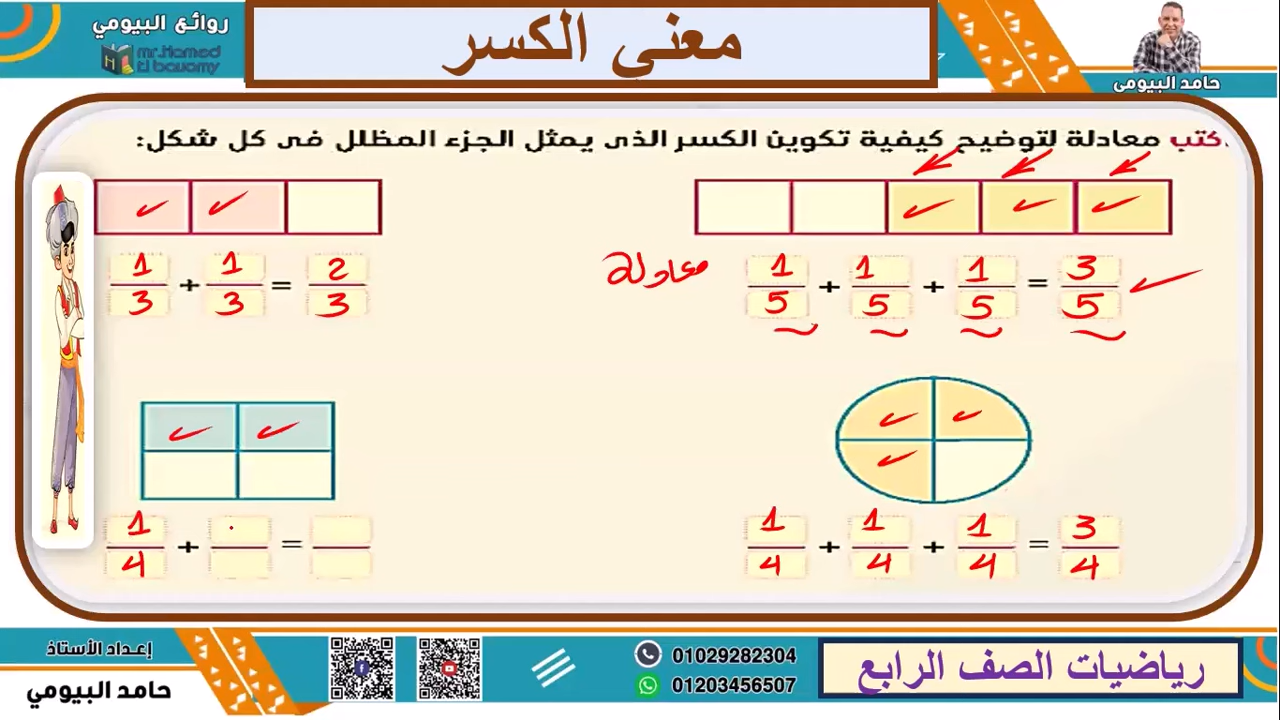 روائع البيومي
mr.Hamed
El bauomy
معنى الكسر
حامد البيومى
اكتب معادلة لتوضيح كيفية تكوين الكسر الذى يمثل الجزء المظلل فى كل شكل:
معادلة 1/5 + 1/5 + 1/5 = 3/5
1/3 + 1/3 = 2/3
1/4 + 1/4 + 1/4 = 3/4
1/4 + =
رياضيات الصف الرابع
01029282304
01203456507
إعداد الأستاذ
حامد البيومي